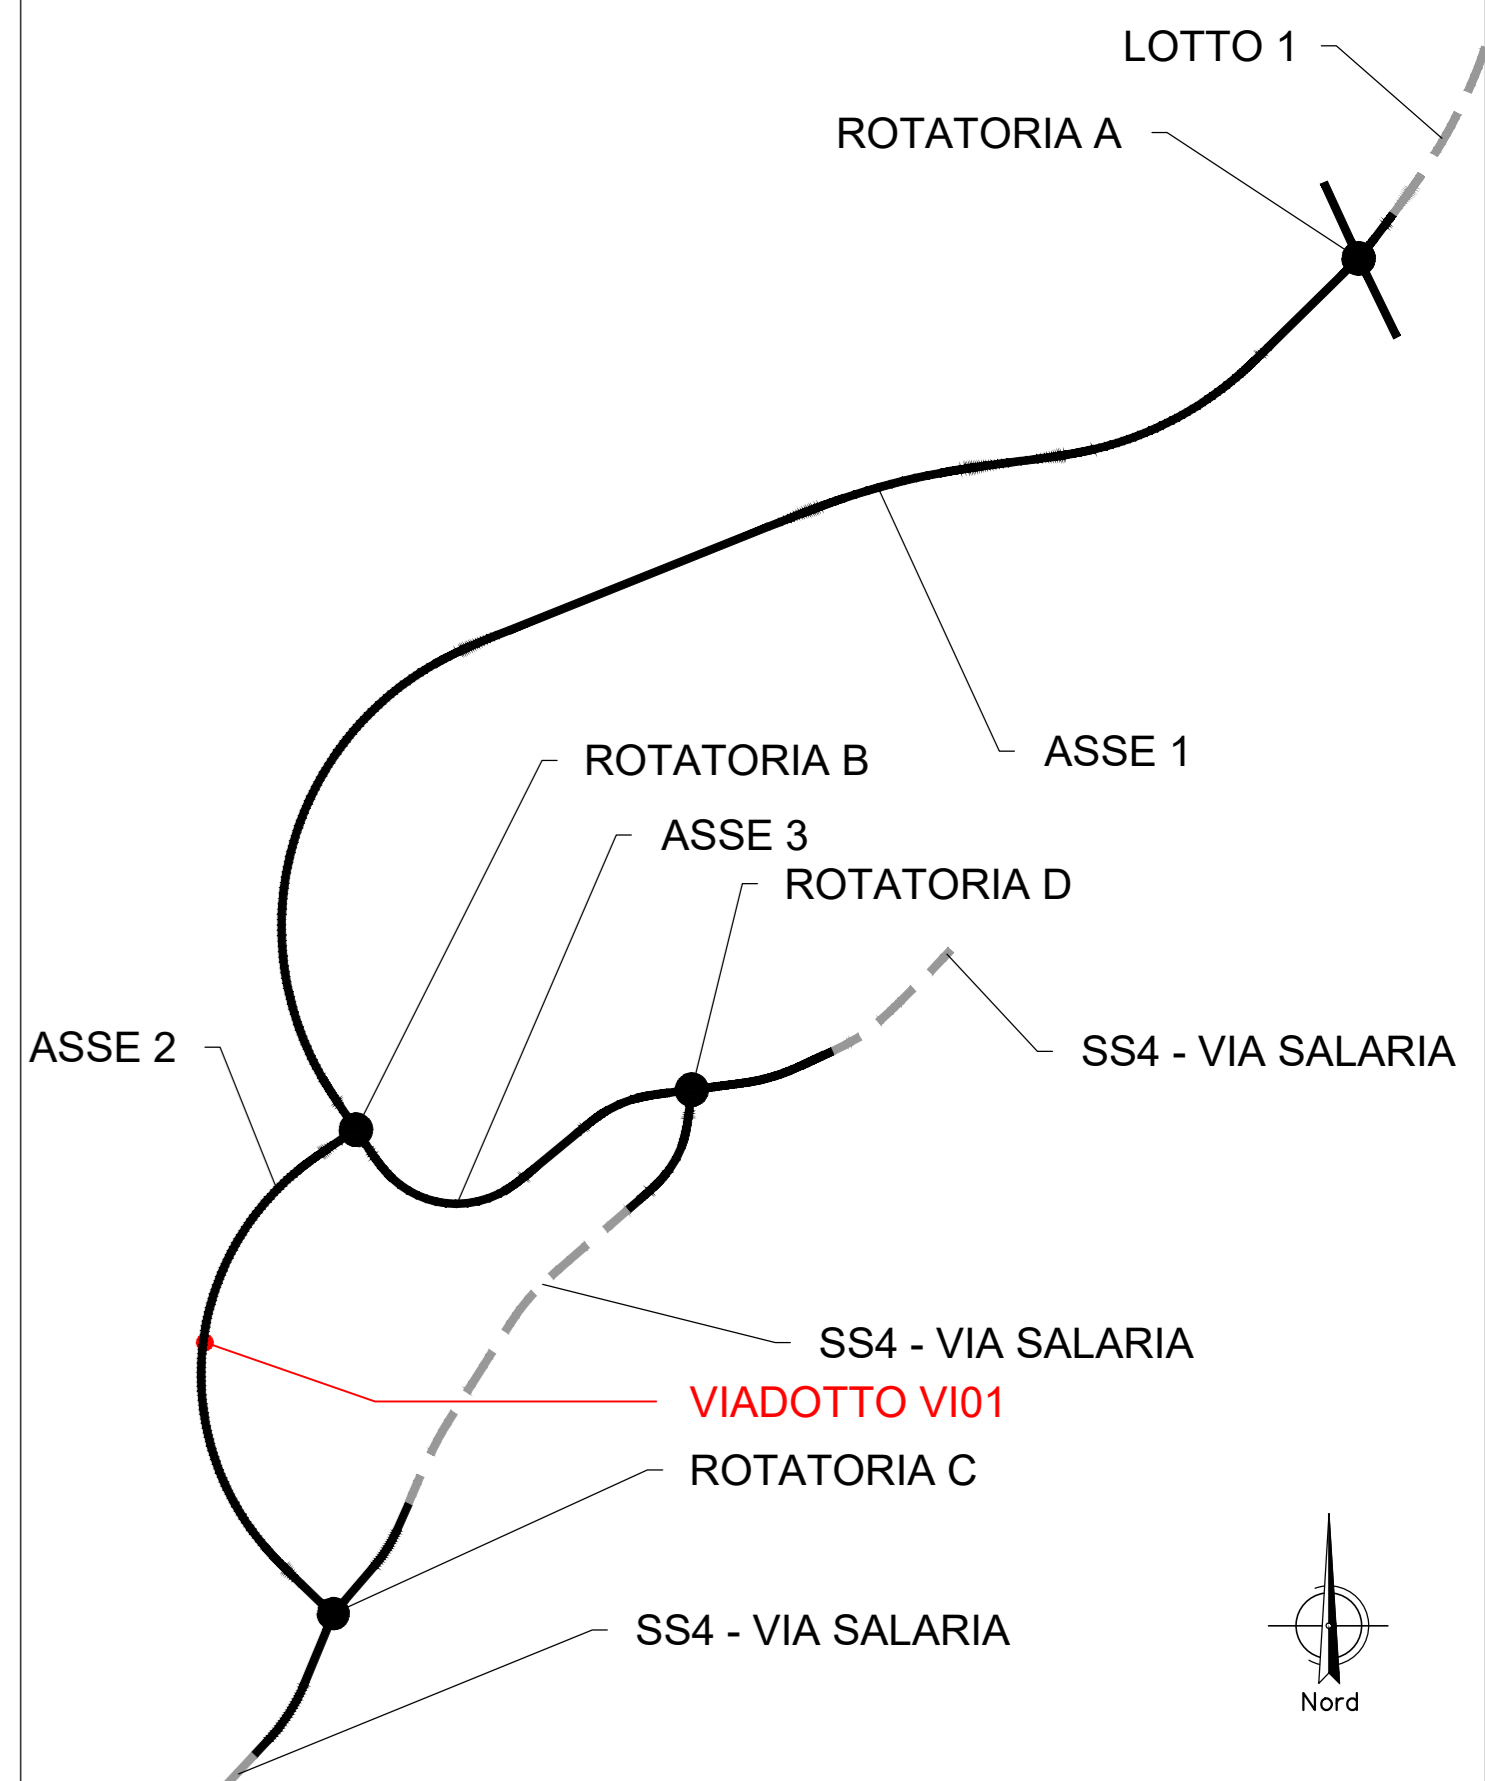 LOTTO 1
ROTATORIA A
ASSE 1
ROTATORIA B
ASSE 3
ROTATORIA D
ASSE 2
SS4 - VIA SALARIA
SS4 - VIA SALARIA
VIADOTTO VI01
ROTATORIA C
SS4 - VIA SALARIA
Nord